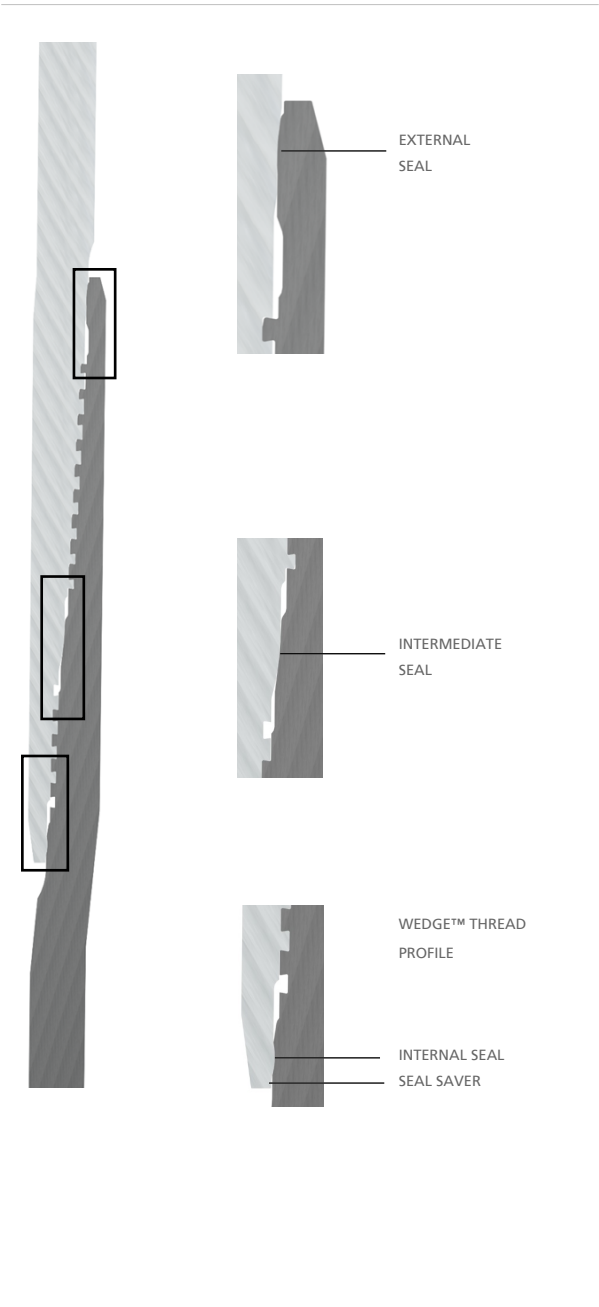 EXTERNAL
SEAL
INTERMEDIATE
SEAL
WEDGE™ THREAD
PROFILE
INTERNAL SEAL
SEAL SAVER